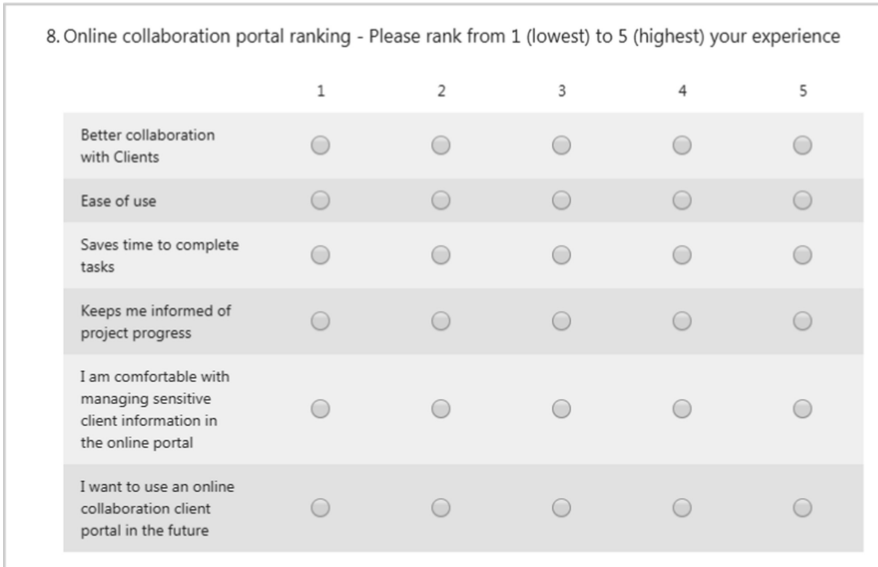 8. Online collaboration portal ranking - Please rank from 1 (lowest) to 5 (highest) your experience
1 2 3 4 5
Better collaboration
with Clients
Ease of use
Saves time to complete
tasks
Keeps me informed of
project progress
I am comfortable with
managing sensitive
client information in
the online portal
I want to use an online
collaboration client
portal in the future